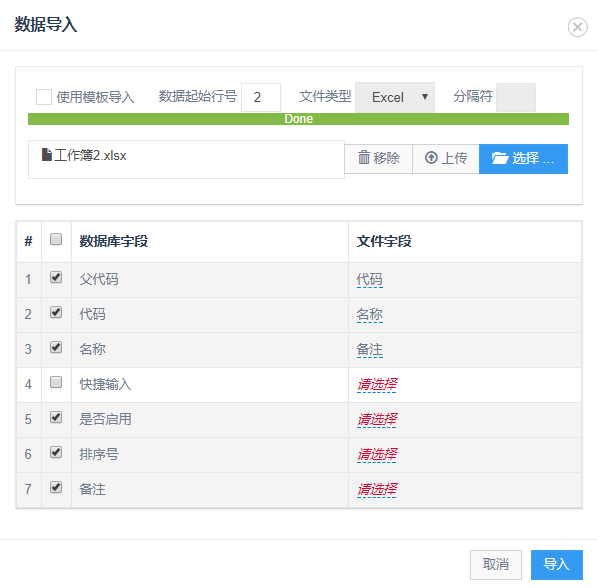 数据导入
使用模板导入 数据起始行号 2 文件类型 Excel 分隔符
Done
工作簿2.xlsx 移除 上传 选择 ...
# 数据库字段 文件字段
1 父代码 代码
2 代码 名称
3 名称 备注
4 快捷输入 请选择
5 是否启用 请选择
6 排序号 请选择
7 备注 请选择
取消 导入